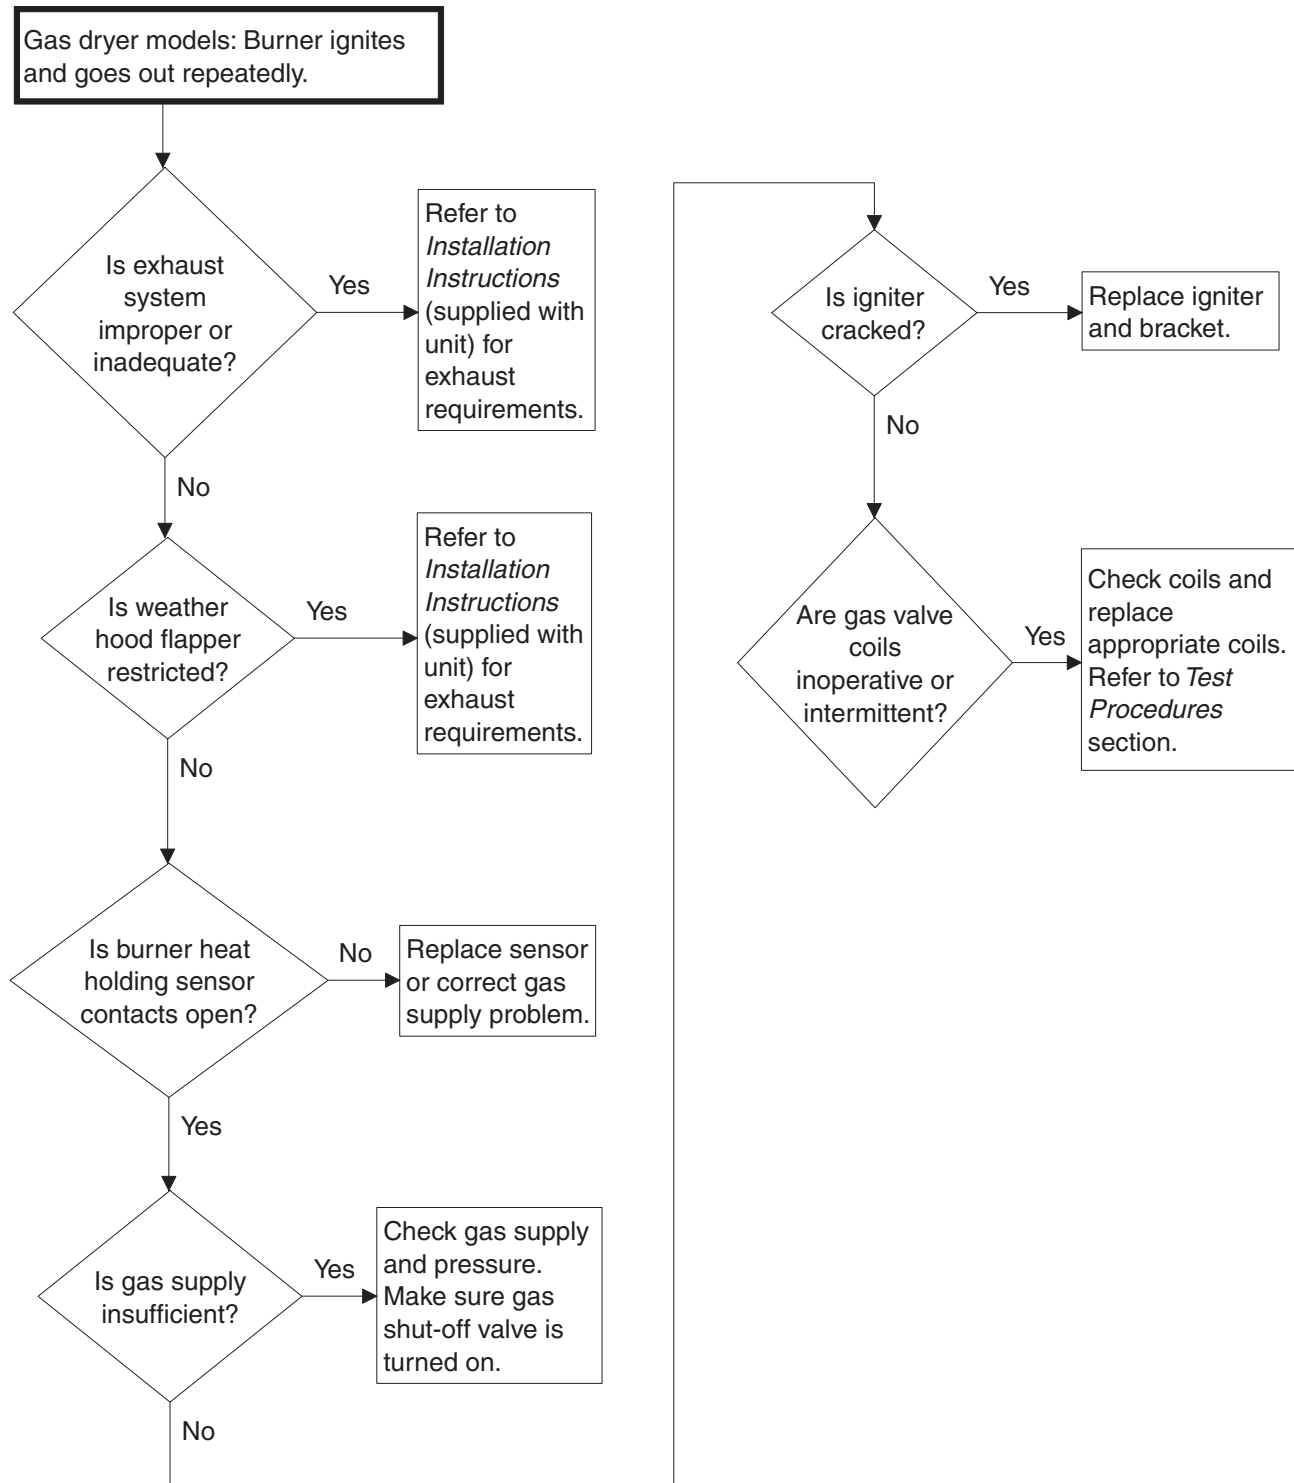 Gas dryer models: Burner ignites
and goes out repeatedly.
Is exhaust
system
improper or
inadequate?
Yes
Refer to
Installation
Instructions
(supplied with
unit) for
exhaust
requirements.
No
Is weather
hood flapper
restricted?
Yes
Refer to
Installation
Instructions
(supplied with
unit) for
exhaust
requirements.
No
Is burner heat
holding sensor
contacts open?
No
Replace sensor
or correct gas
supply problem.
Yes
Is gas supply
insufficient?
Yes
Check gas supply
and pressure.
Make sure gas
shut-off valve is
turned on.
No
Is igniter
cracked?
Yes
Replace igniter
and bracket.
No
Are gas valve
coils
inoperative or
intermittent?
Yes
Check coils and
replace
appropriate coils.
Refer to Test
Procedures
section.